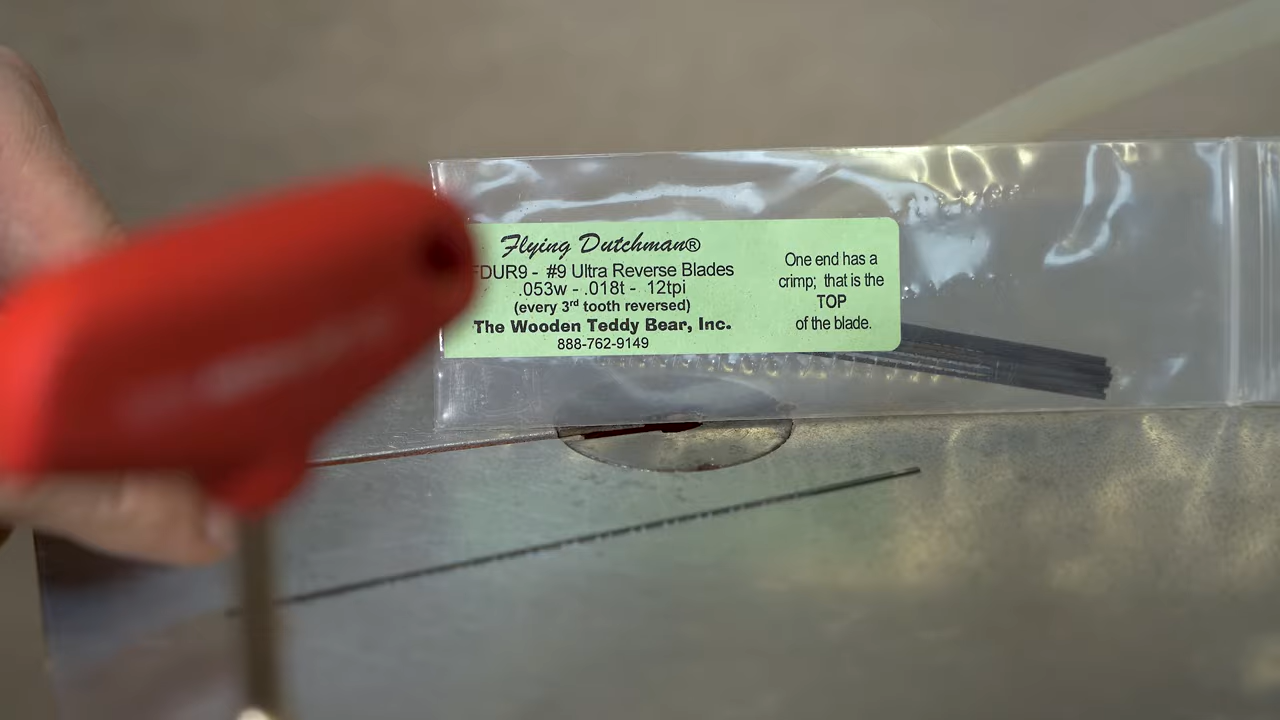 Flying Dutchman®
FDUR9 - #9 Ultra Reverse Blades
.053w - .018t - 12tpi
(every 3rd tooth reversed)
The Wooden Teddy Bear, Inc.
888-762-9149
One end has a
crimp; that is the
TOP
of the blade.